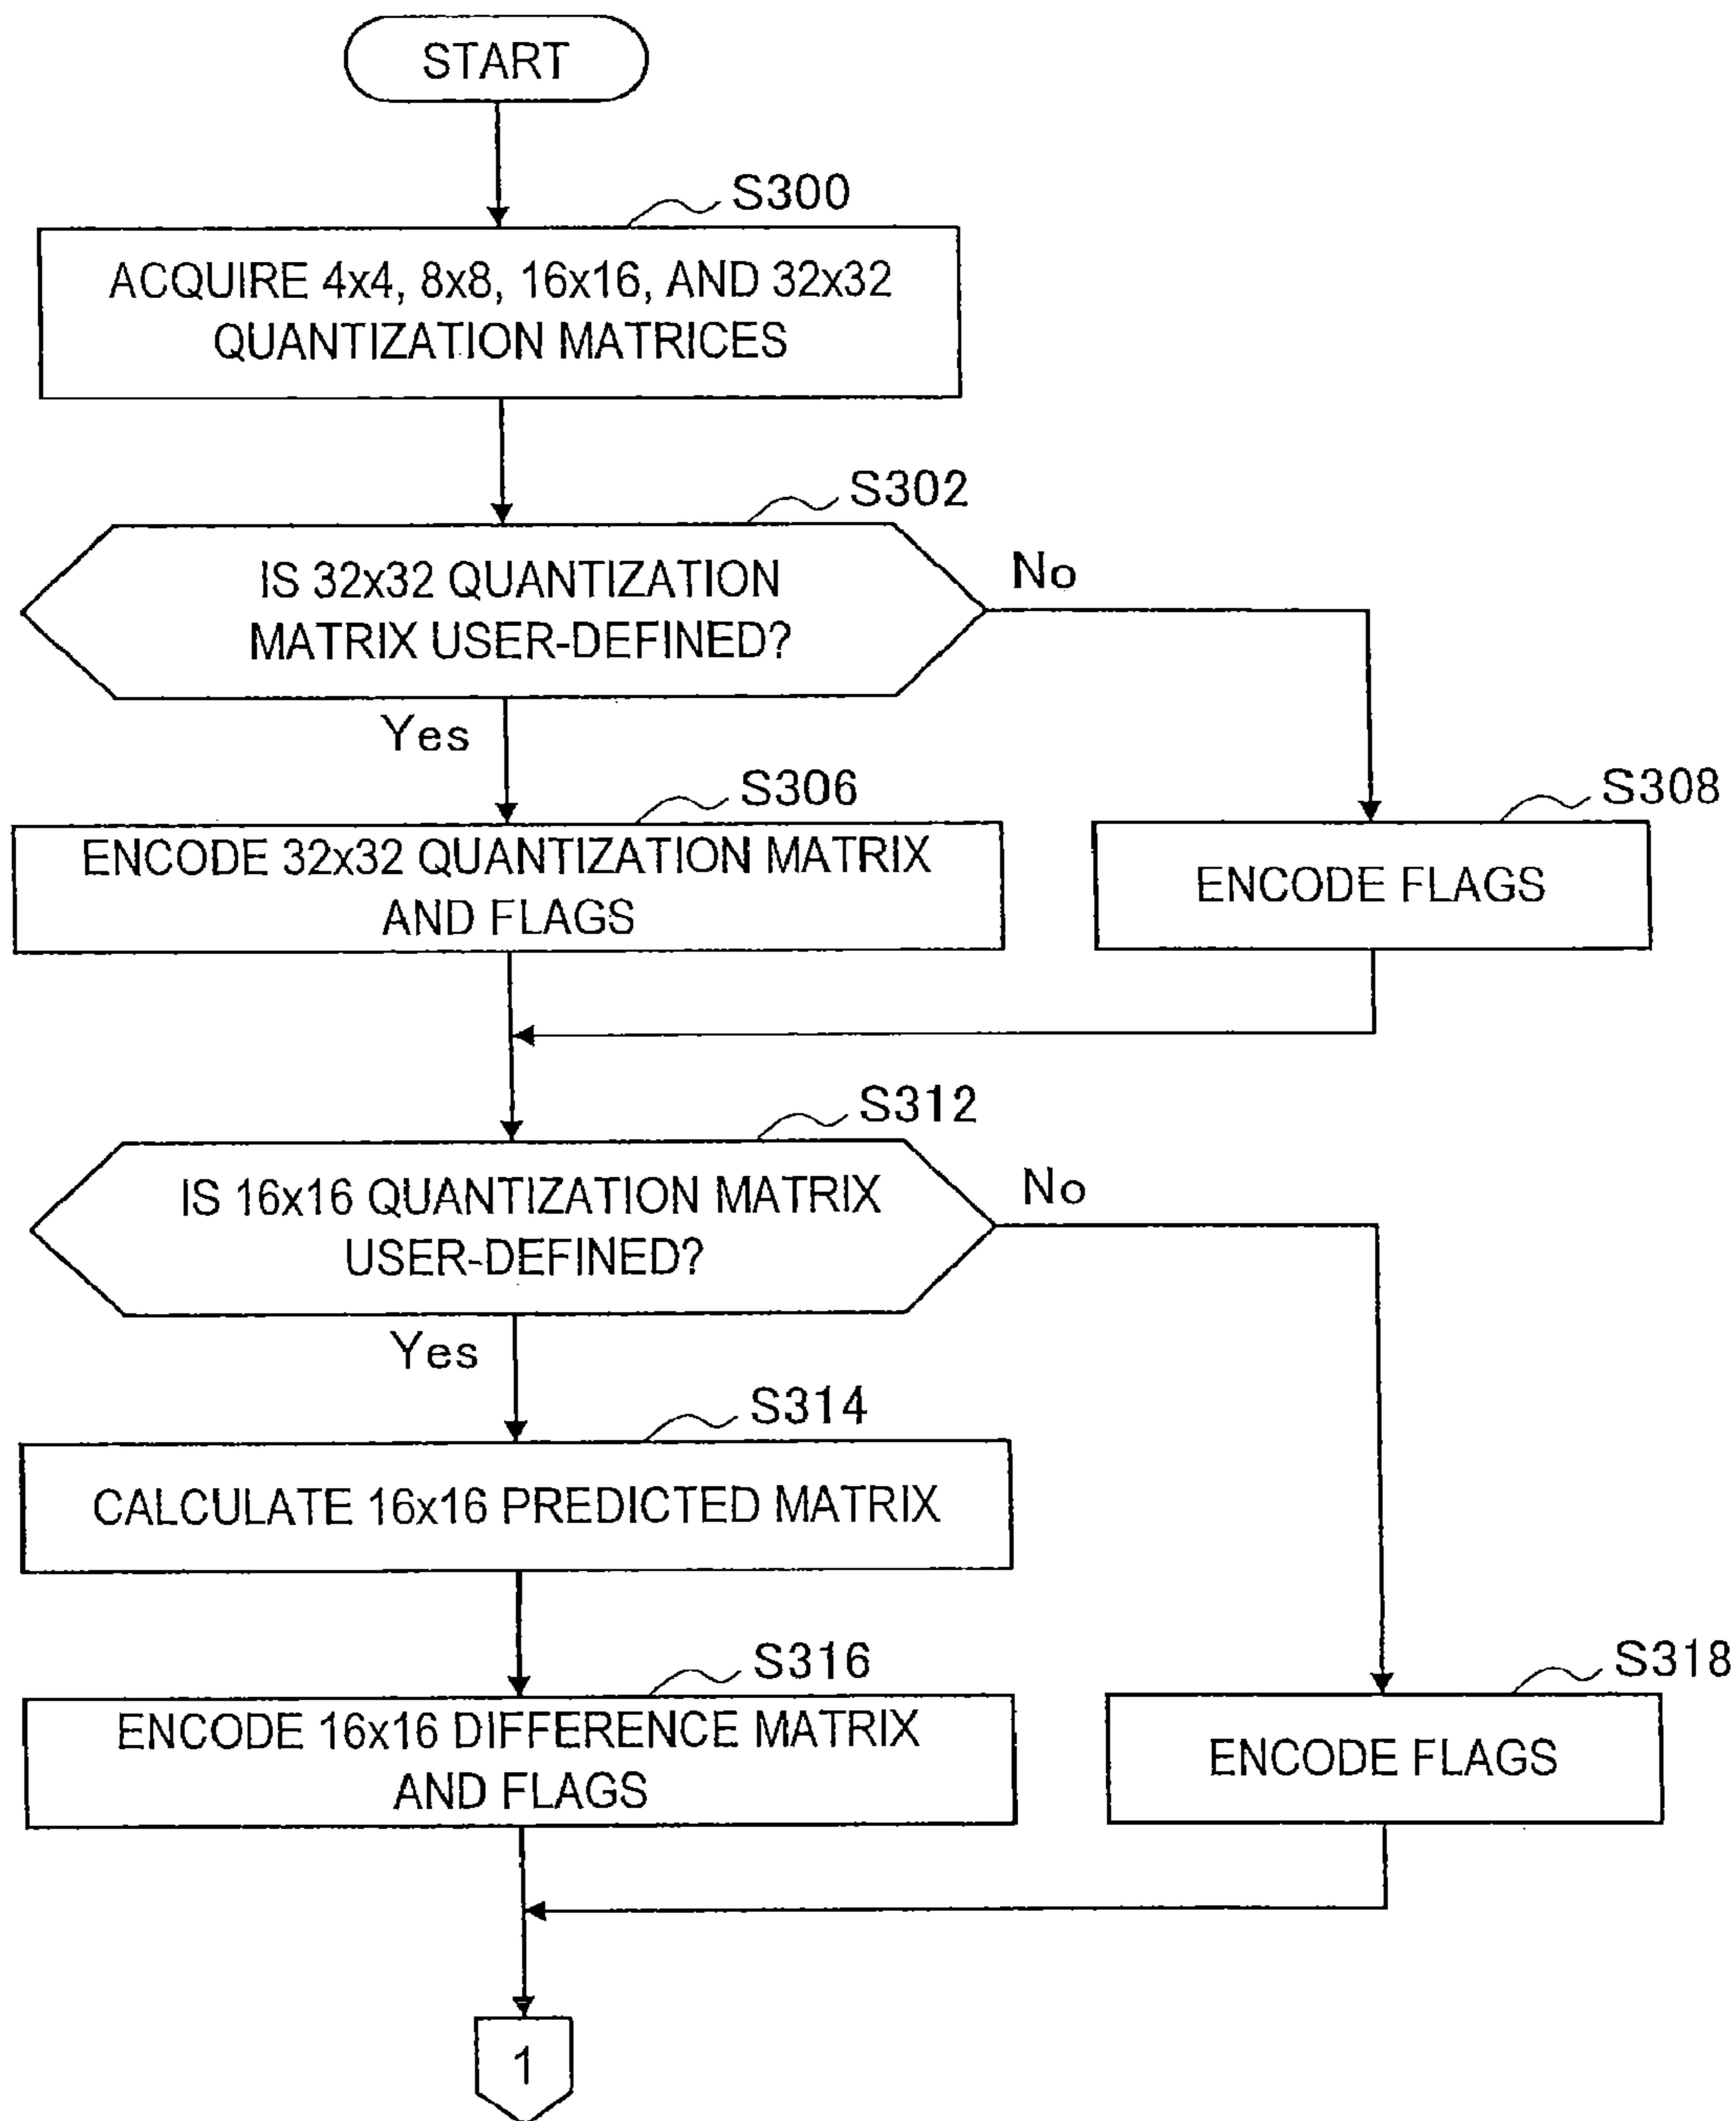 START
S300
ACQUIRE 4x4, 8x8, 16x16, AND 32x32
QUANTIZATION MATRICES
S302
IS 32x32 QUANTIZATION
MATRIX USER-DEFINED?
No
Yes
S306
ENCODE 32x32 QUANTIZATION MATRIX
AND FLAGS
S308
ENCODE FLAGS
S312
IS 16x16 QUANTIZATION MATRIX
USER-DEFINED?
No
Yes
S314
CALCULATE 16x16 PREDICTED MATRIX
S316
ENCODE 16x16 DIFFERENCE MATRIX
AND FLAGS
S318
ENCODE FLAGS
1